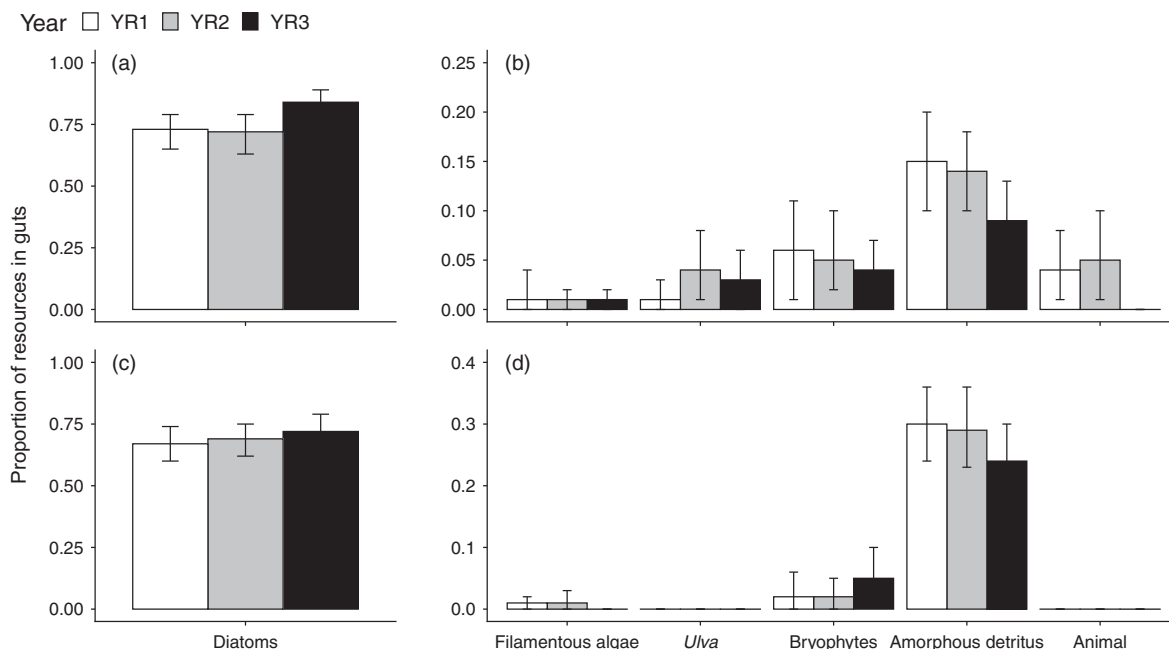 Year YR1 YR2 YR3
Proportion of resources in guts
(a)
1.00
0.75
0.50
0.25
0.00
(b)
0.25
0.20
0.15
0.10
0.05
0.00
(c)
1.00
0.75
0.50
0.25
0.00
Diatoms
(d)
0.4
0.3
0.2
0.1
0.0
Filamentous algae Ulva Bryophytes Amorphous detritus Animal